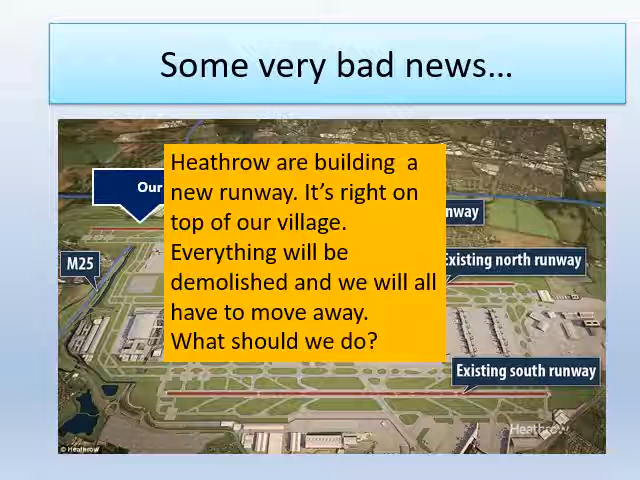 Some very bad news…
Heathrow are building a
new runway. It's right on
top of our village.
Everything will be
demolished and we will all
have to move away.
What should we do?
Our
M25
Existing north runway
Existing south runway
Heathrow
© Heathrow